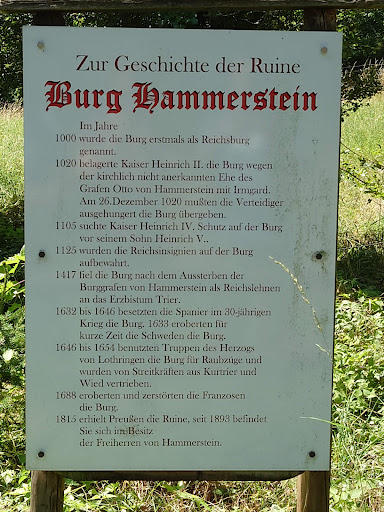 Zur Geschichte der Ruine
Burg Hammerstein
Im Jahre
1000 wurde die Burg erstmals als Reichsburg
genannt.
1020 belagerte Kaiser Heinrich II. die Burg wegen
der kirchlich nicht anerkannten Ehe des
Grafen Otto von Hammerstein mit Irmgard.
Am 26.Dezember 1020 mußten die Verteidiger
ausgehungert die Burg übergeben.
1105 suchte Kaiser Heinrich IV. Schutz auf der Burg
vor seinem Sohn Heinrich V..
1125 wurden die Reichsinsignien auf der Burg
aufbewahrt.
1417 fiel die Burg nach dem Aussterben der
Burggrafen von Hammerstein als Reichslehen
an das Erzbistum Trier.
1632 bis 1646 besetzten die Spanier im 30-jährigen
Krieg die Burg. 1633 eroberten für
kurze Zeit die Schweden die Burg.
1646 bis 1654 benutzten Truppen des Herzogs
von Lothringen die Burg für Raubzüge und
wurden von Streitkräften aus Kurtrier und
Wied vertrieben.
1688 eroberten und zerstörten die Franzosen
die Burg.
1815 erhielt Preußen die Ruine, seit 1893 befindet
Sie sich im Besitz
der Freiherren von Hammerstein.